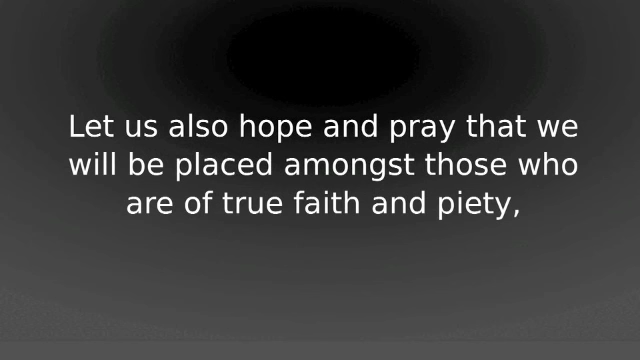 Let us also hope and pray that we
will be placed amongst those who
are of true faith and piety,